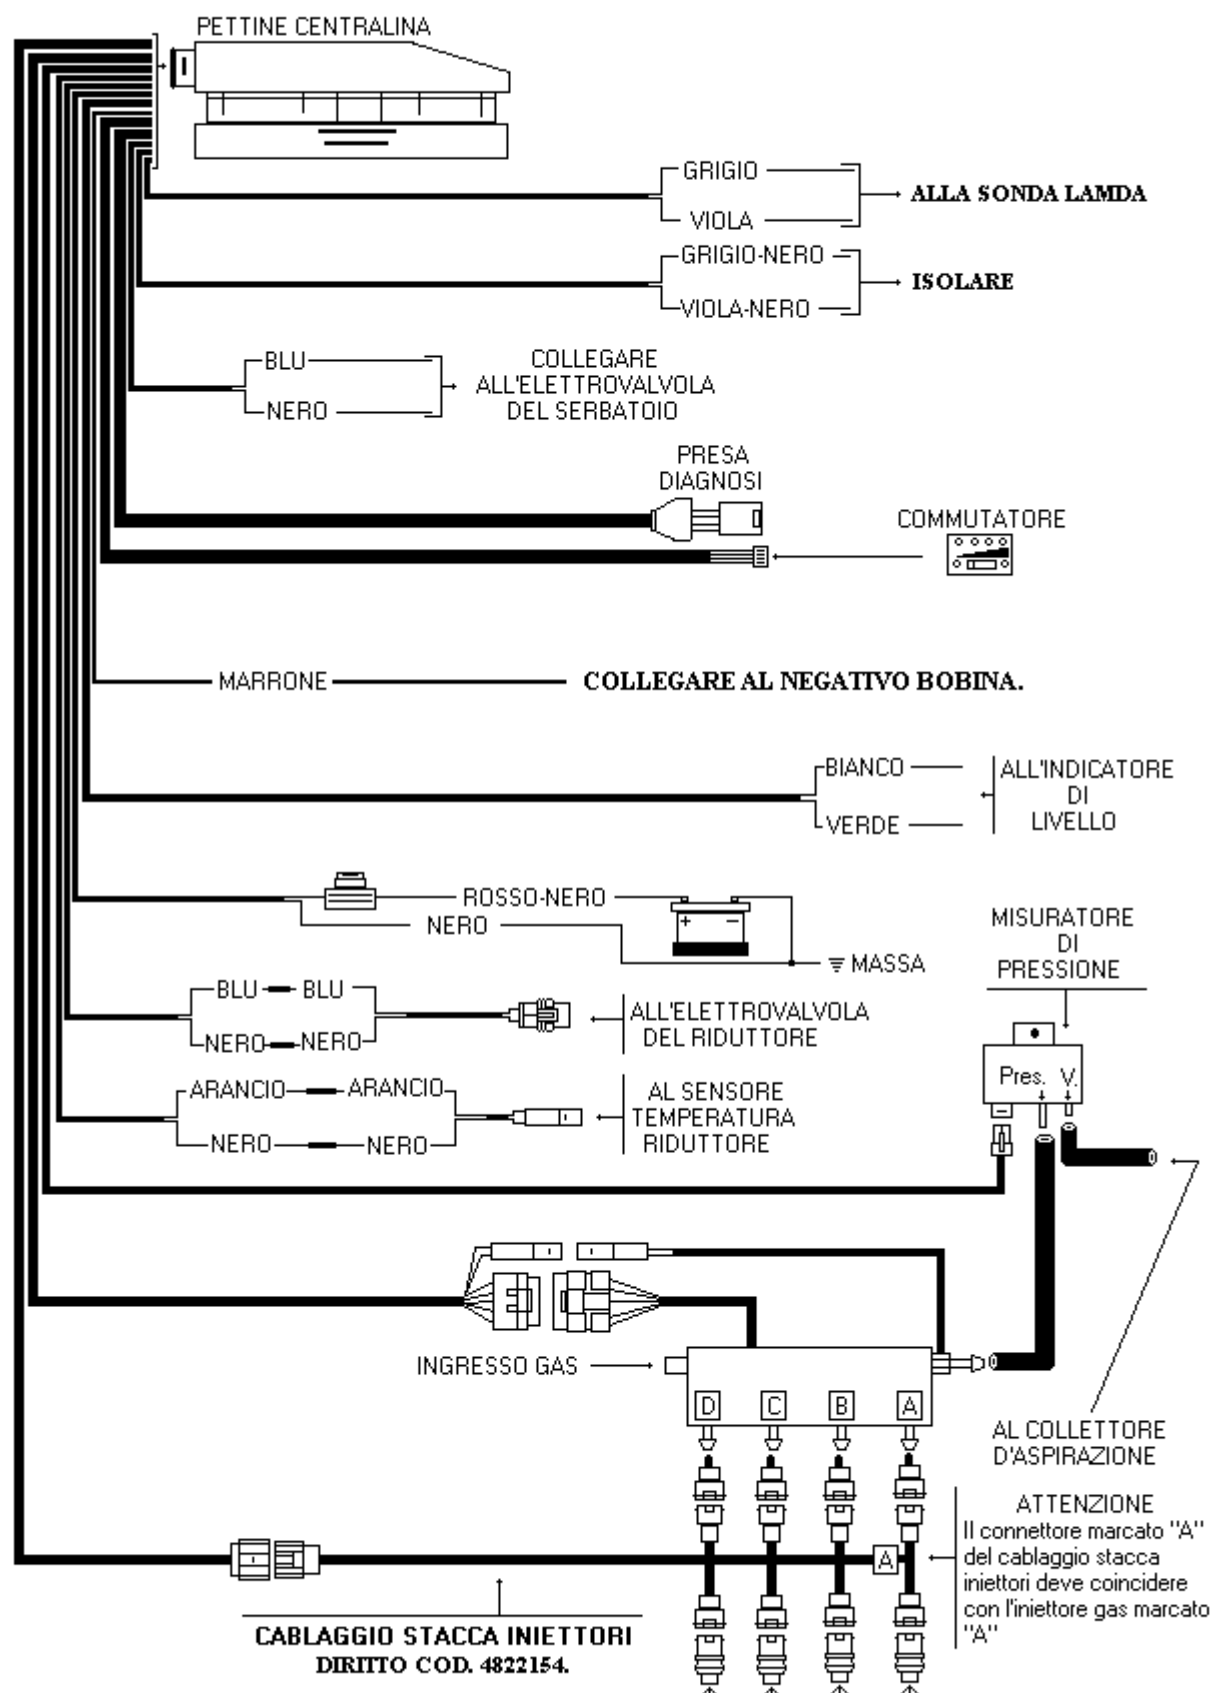 PETTINE CENTRALINA
GRIGIO
VIOLA
ALLA SONDA LAMDA
GRIGIO-NERO
VIOLA-NERO
ISOLARE
BLU
NERO
COLLEGARE
ALL'ELETTROVALVOLA
DEL SERBATOIO
PRESA
DIAGNOSI
COMMUTATORE
MARRONE
COLLEGARE AL NEGATIVO BOBINA.
BIANCO
VERDE
ALL'INDICATORE
DI
LIVELLO
ROSSO-NERO
NERO
+ -
MASSA
MISURATORE
DI
PRESSIONE
BLU BLU
NERO NERO
ALL'ELETTROVALVOLA
DEL RIDUTTORE
Pres. V.
ARANCIO ARANCIO
NERO NERO
AL SENSORE
TEMPERATURA
RIDUTTORE
INGRESSO GAS
D C B A
AL COLLETTORE
D'ASPIRAZIONE
A
ATTENZIONE
Il connettore marcato "A"
del cablaggio stacca
iniettori deve coincidere
con l'iniettore gas marcato
"A"
CABLAGGIO STACCA INIETTORI
DIRITTO COD. 4822154.